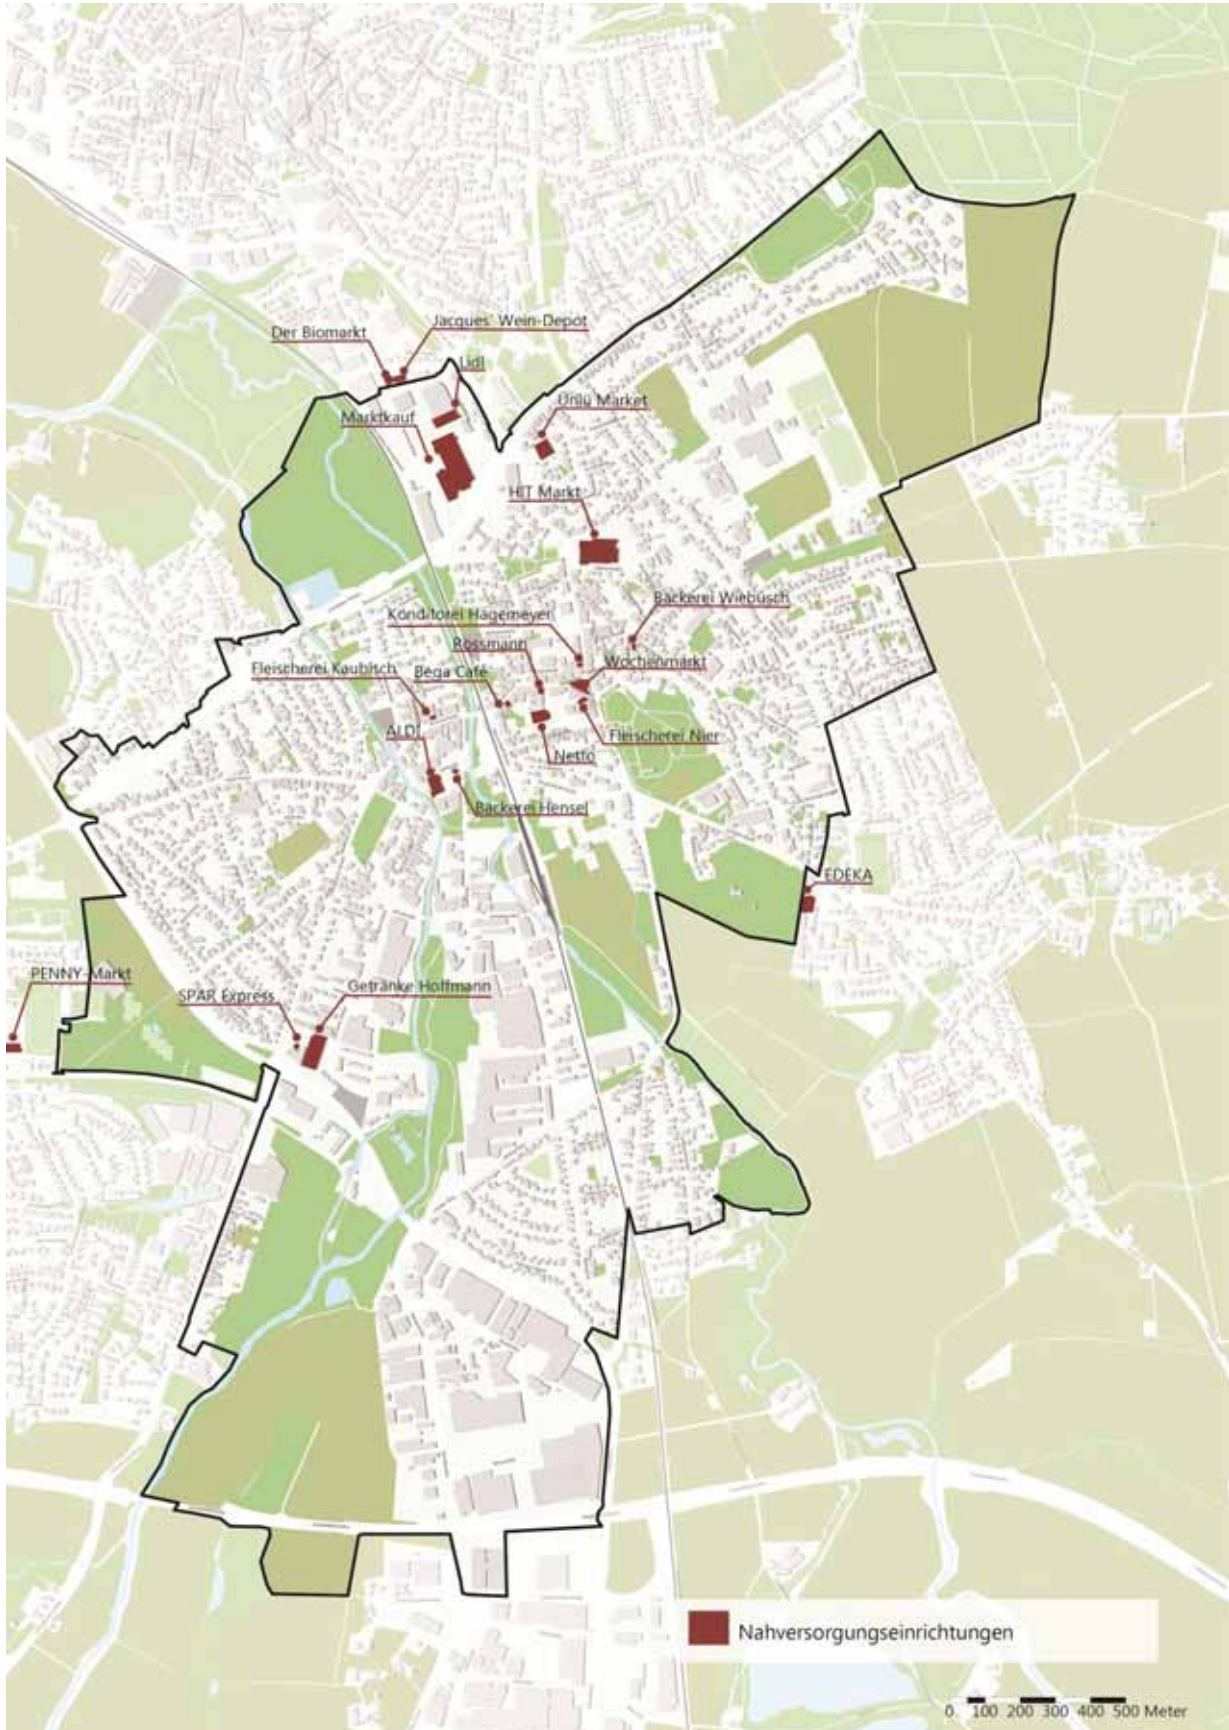 Jacques' Wein-Depot
Der Biomarkt
Lidl
Unlü Market
Marktkauf
HIT Markt
Bäckerei Wiebusch
Konditorei Hagemeyer
Rossmann
Wochenmarkt
Fleischerei Kaubisch
Bega Café
ALDI
Fleischerei Nier
Netto
Bäckerei Hensel
EDEKA
PENNY-Markt
SPAR Express
Getränke Hoffmann
Nahversorgungseinrichtungen
0 100 200 300 400 500 Meter